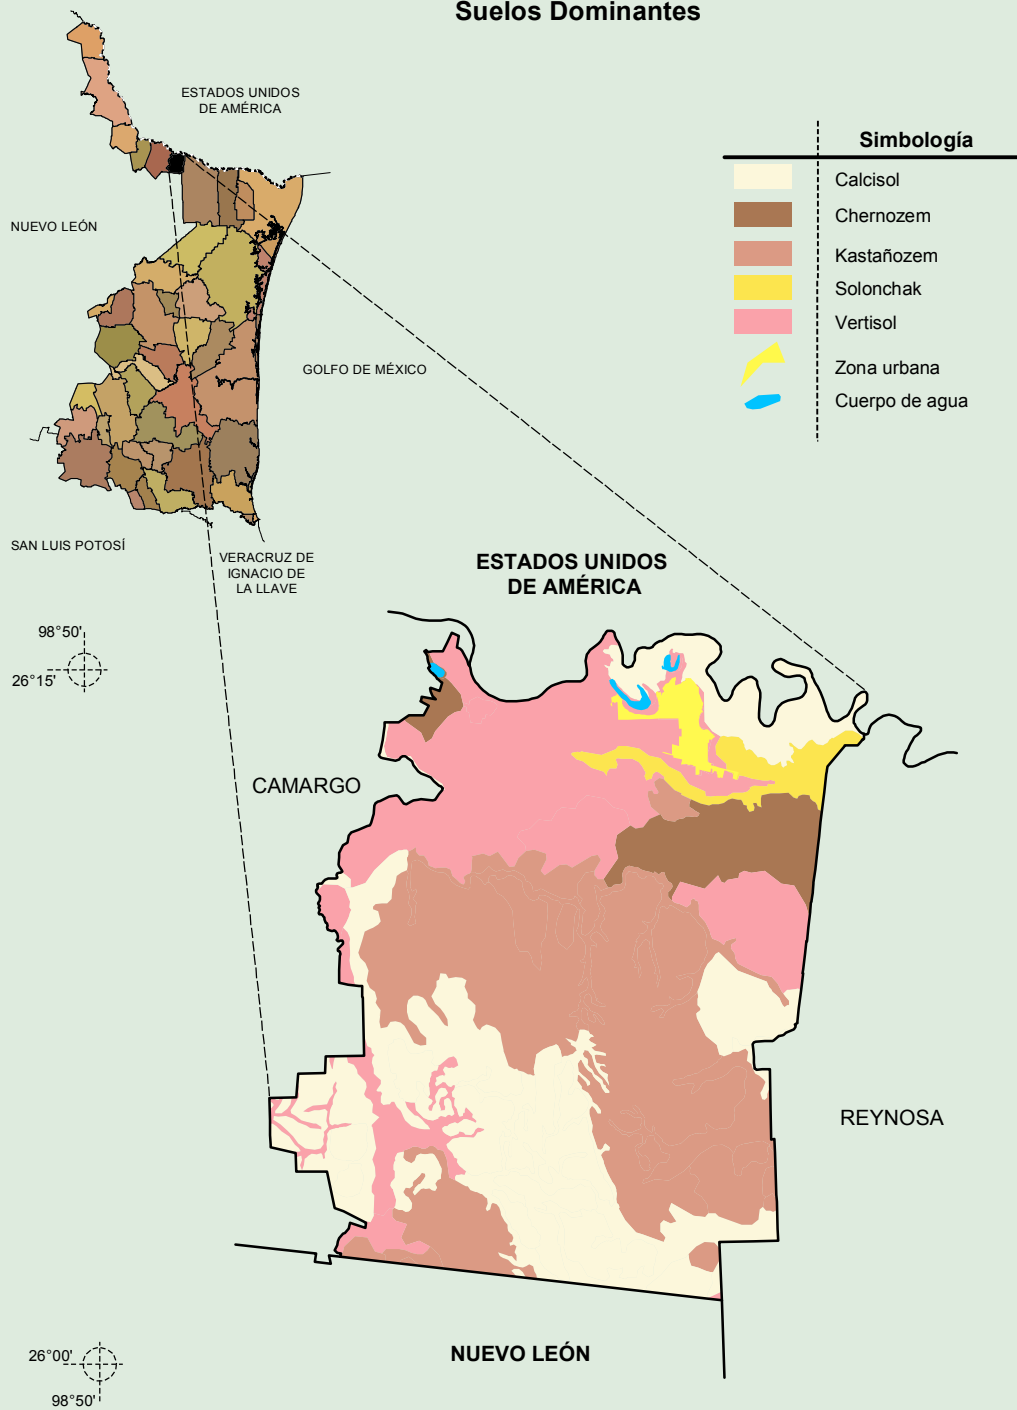 Suelos Dominantes
ESTADOS UNIDOS
DE AMÉRICA
NUEVO LEÓN
GOLFO DE MÉXICO
SAN LUIS POTOSÍ
VERACRUZ DE
IGNACIO DE
LA LLAVE
Simbología
Calcisol
Chernozem
Kastañozem
Solonchak
Vertisol
Zona urbana
Cuerpo de agua
ESTADOS UNIDOS
DE AMÉRICA
98°50'
26°15'
CAMARGO
REYNOSA
NUEVO LEÓN
26°00'
98°50'